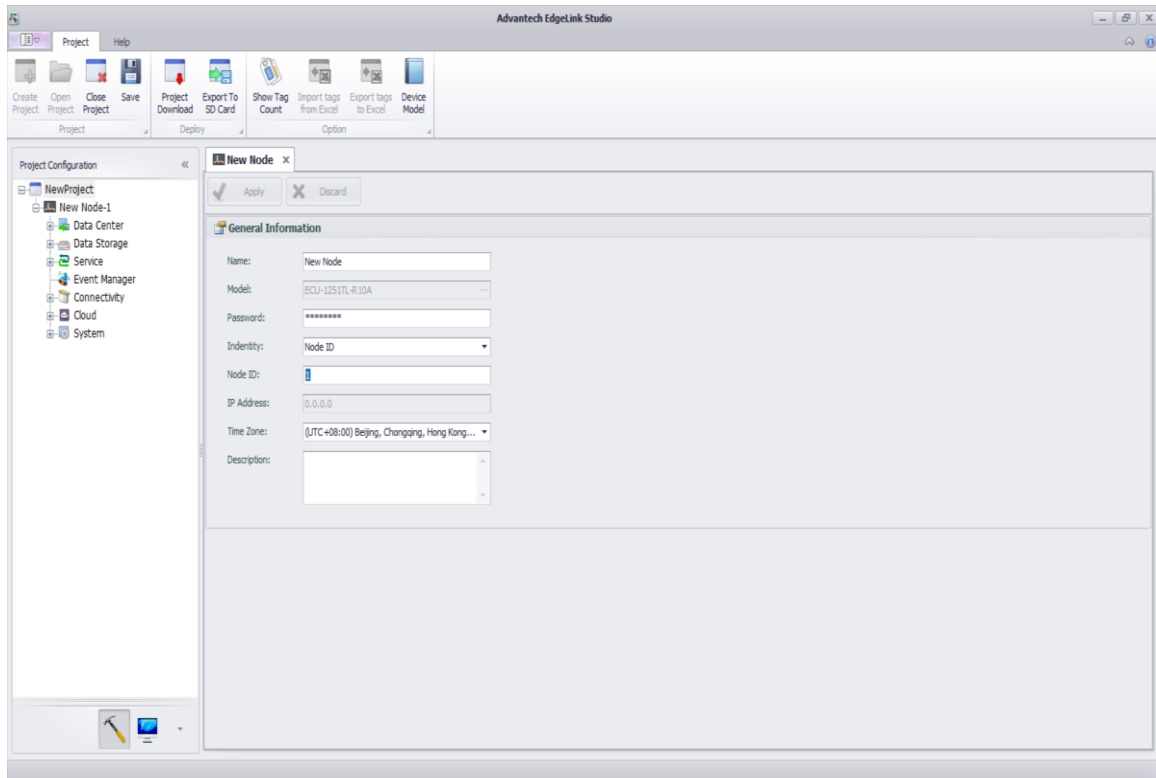 Advantech EdgeLink Studio
Project Help
Create Project Open Project Close Project Save Project Download Export To SD Card Show Tag Count Import tags from Excel Export tags to Excel Device Model
Project Deploy Option
Project Configuration «
NewProject
New Node-1
Data Center
Data Storage
Service
Event Manager
Connectivity
Cloud
System
New Node x
Apply Discard
General Information
Name: New Node
Model: ECU-1251TL-R10A ...
Password: ********
Indentity: Node ID
Node ID: 1
IP Address: 0.0.0.0
Time Zone: (UTC+08:00) Beijing, Chongqing, Hong Kong...
Description: